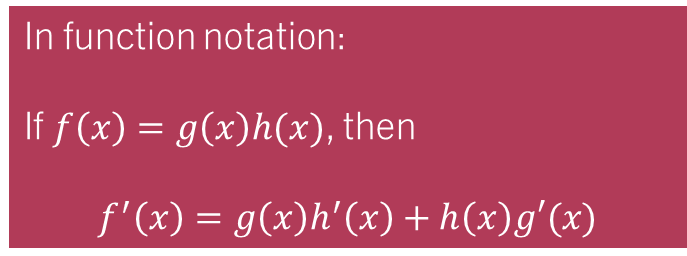 In function notation:
If f(x) = g(x)h(x), then
f′(x) = g(x)h′(x) + h(x)g′(x)